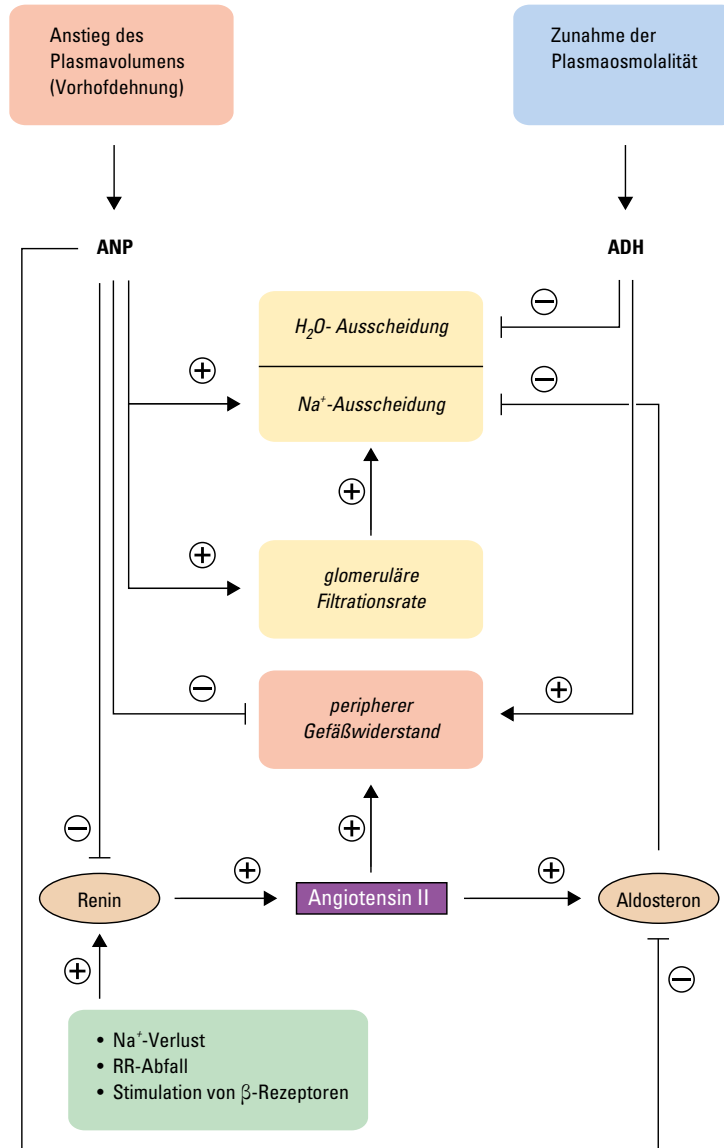 Anstieg des
Plasmavolumens
(Vorhofdehnung)
Zunahme der
Plasmaosmolalität
ANP
ADH
−
H₂O- Ausscheidung
+
−
Na⁺-Ausscheidung
+
+
glomeruläre
Filtrationsrate
−
+
peripherer
Gefäßwiderstand
−
+
+
+
Renin
Angiotensin II
Aldosteron
+
−
• Na⁺-Verlust
• RR-Abfall
• Stimulation von β-Rezeptoren